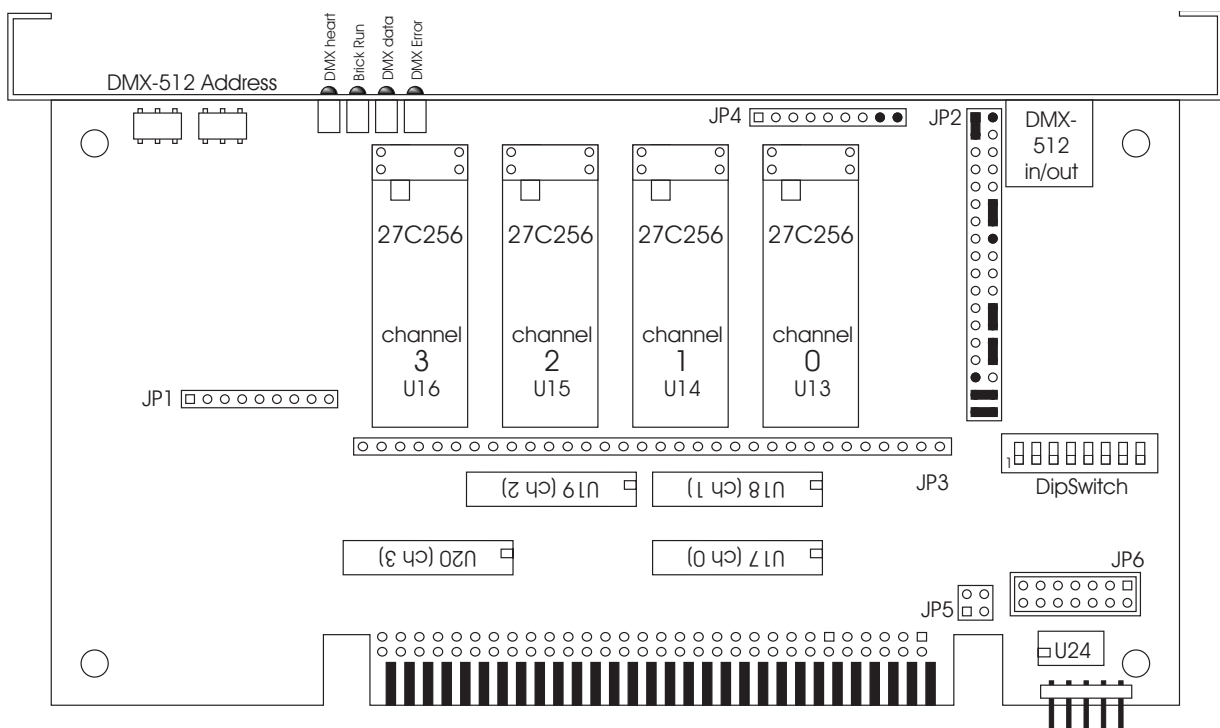 DMX heart
Brick Run
DMX data
DMX Error
DMX-512 Address
JP4
JP2
DMX-
512
in/out
27C256
27C256
27C256
27C256
channel
3
U16
channel
2
U15
channel
1
U14
channel
0
U13
JP1
JP3
1
DipSwitch
U19 (ch 2)
U18 (ch 1)
U20 (ch 3)
U17 (ch 0)
JP6
JP5
U24